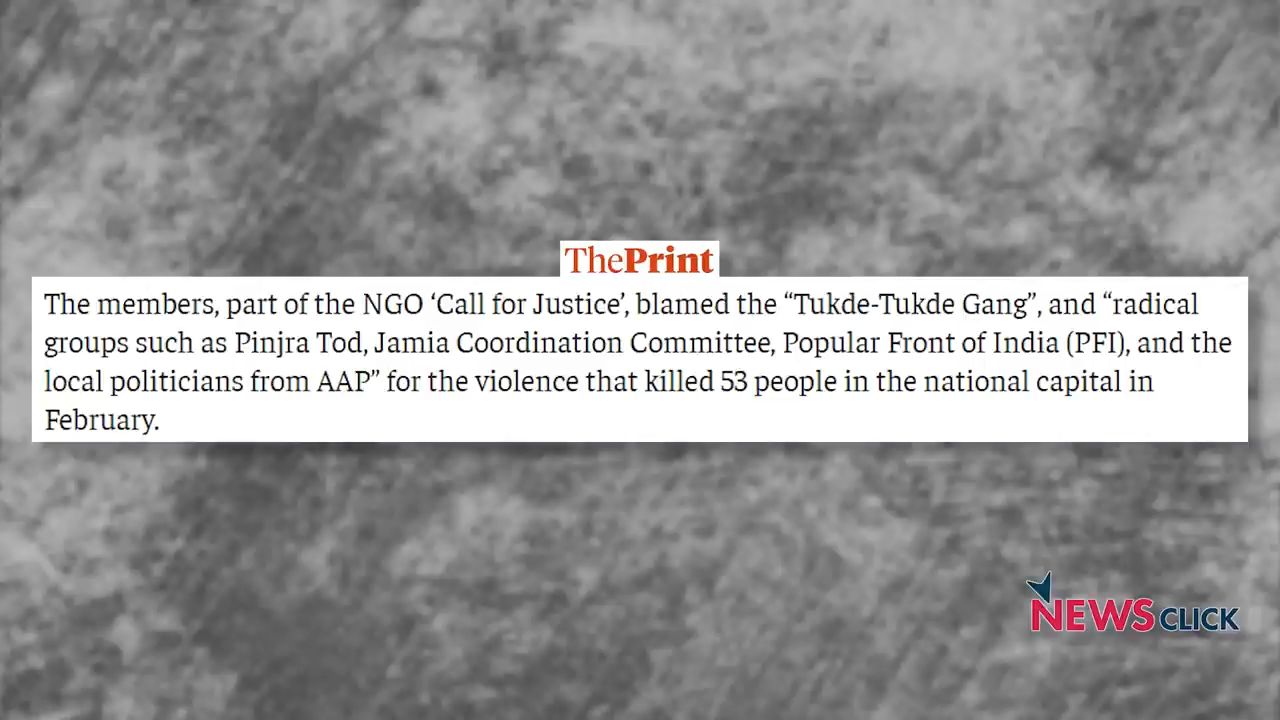 ThePrint
The members, part of the NGO ‘Call for Justice’, blamed the “Tukde-Tukde Gang”, and “radical
groups such as Pinjra Tod, Jamia Coordination Committee, Popular Front of India (PFI), and the
local politicians from AAP” for the violence that killed 53 people in the national capital in
February.
NEWSCLICK